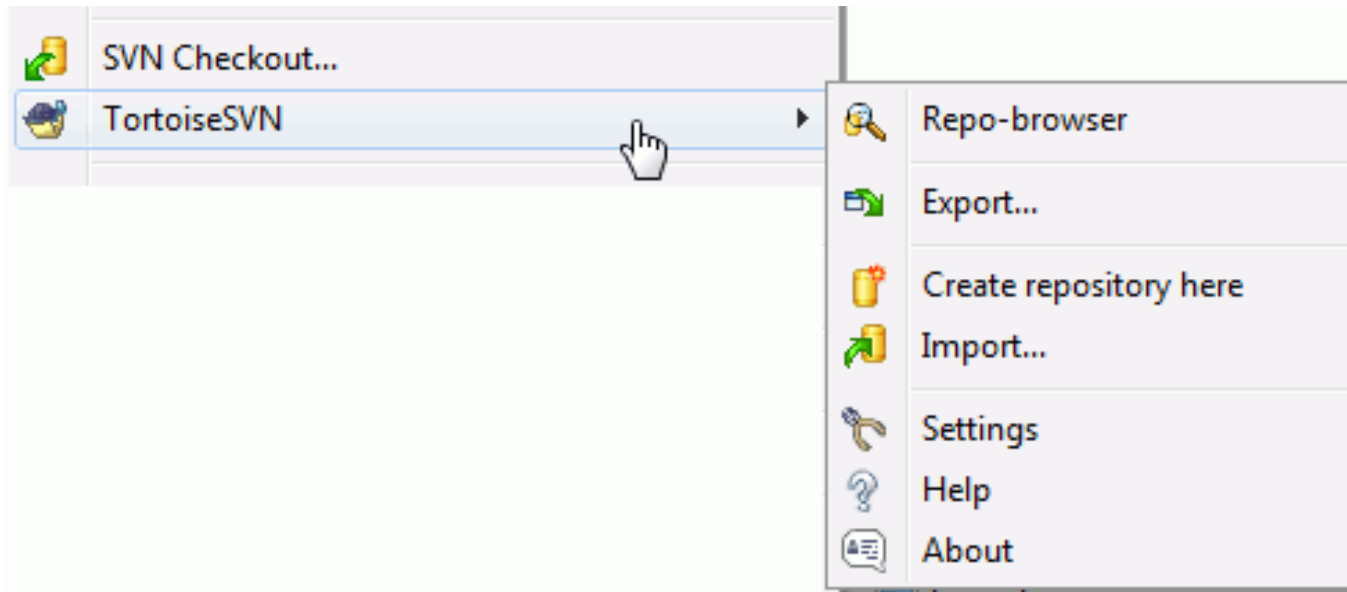 SVN Checkout...
TortoiseSVN
Repo-browser
Export...
Create repository here
Import...
Settings
Help
About